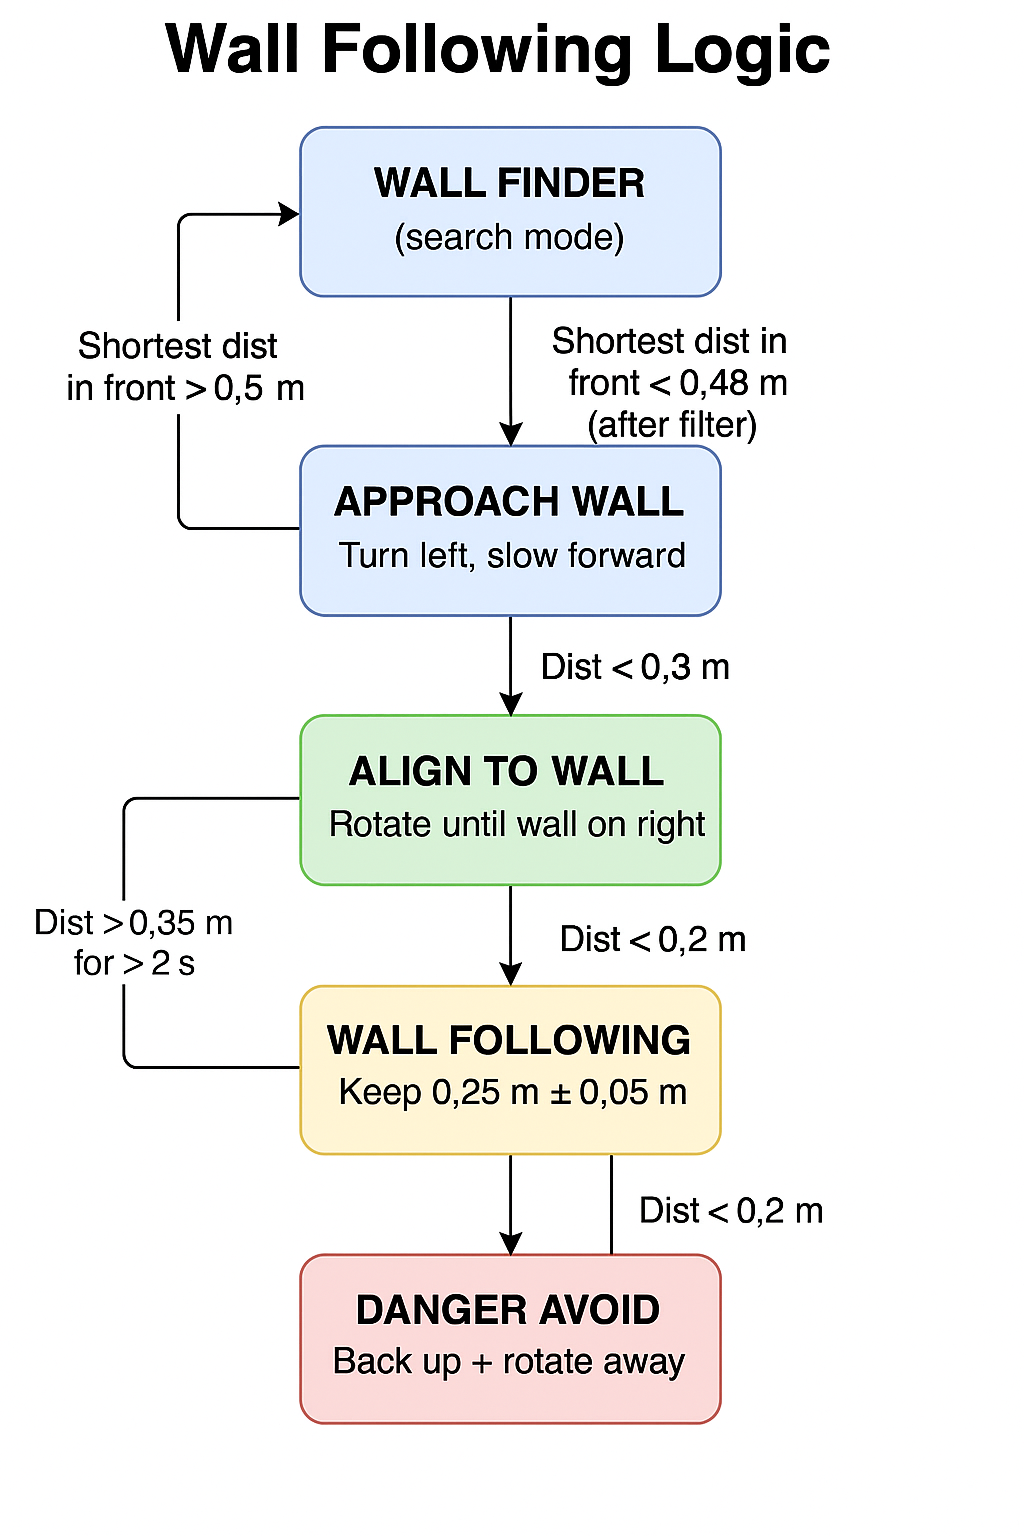 Wall Following Logic
WALL FINDER
(search mode)
Shortest dist
in front > 0,5 m
Shortest dist in
front < 0,48 m
(after filter)
APPROACH WALL
Turn left, slow forward
Dist < 0,3 m
ALIGN TO WALL
Rotate until wall on right
Dist > 0,35 m
for > 2 s
Dist < 0,2 m
WALL FOLLOWING
Keep 0,25 m ± 0,05 m
Dist < 0,2 m
DANGER AVOID
Back up + rotate away